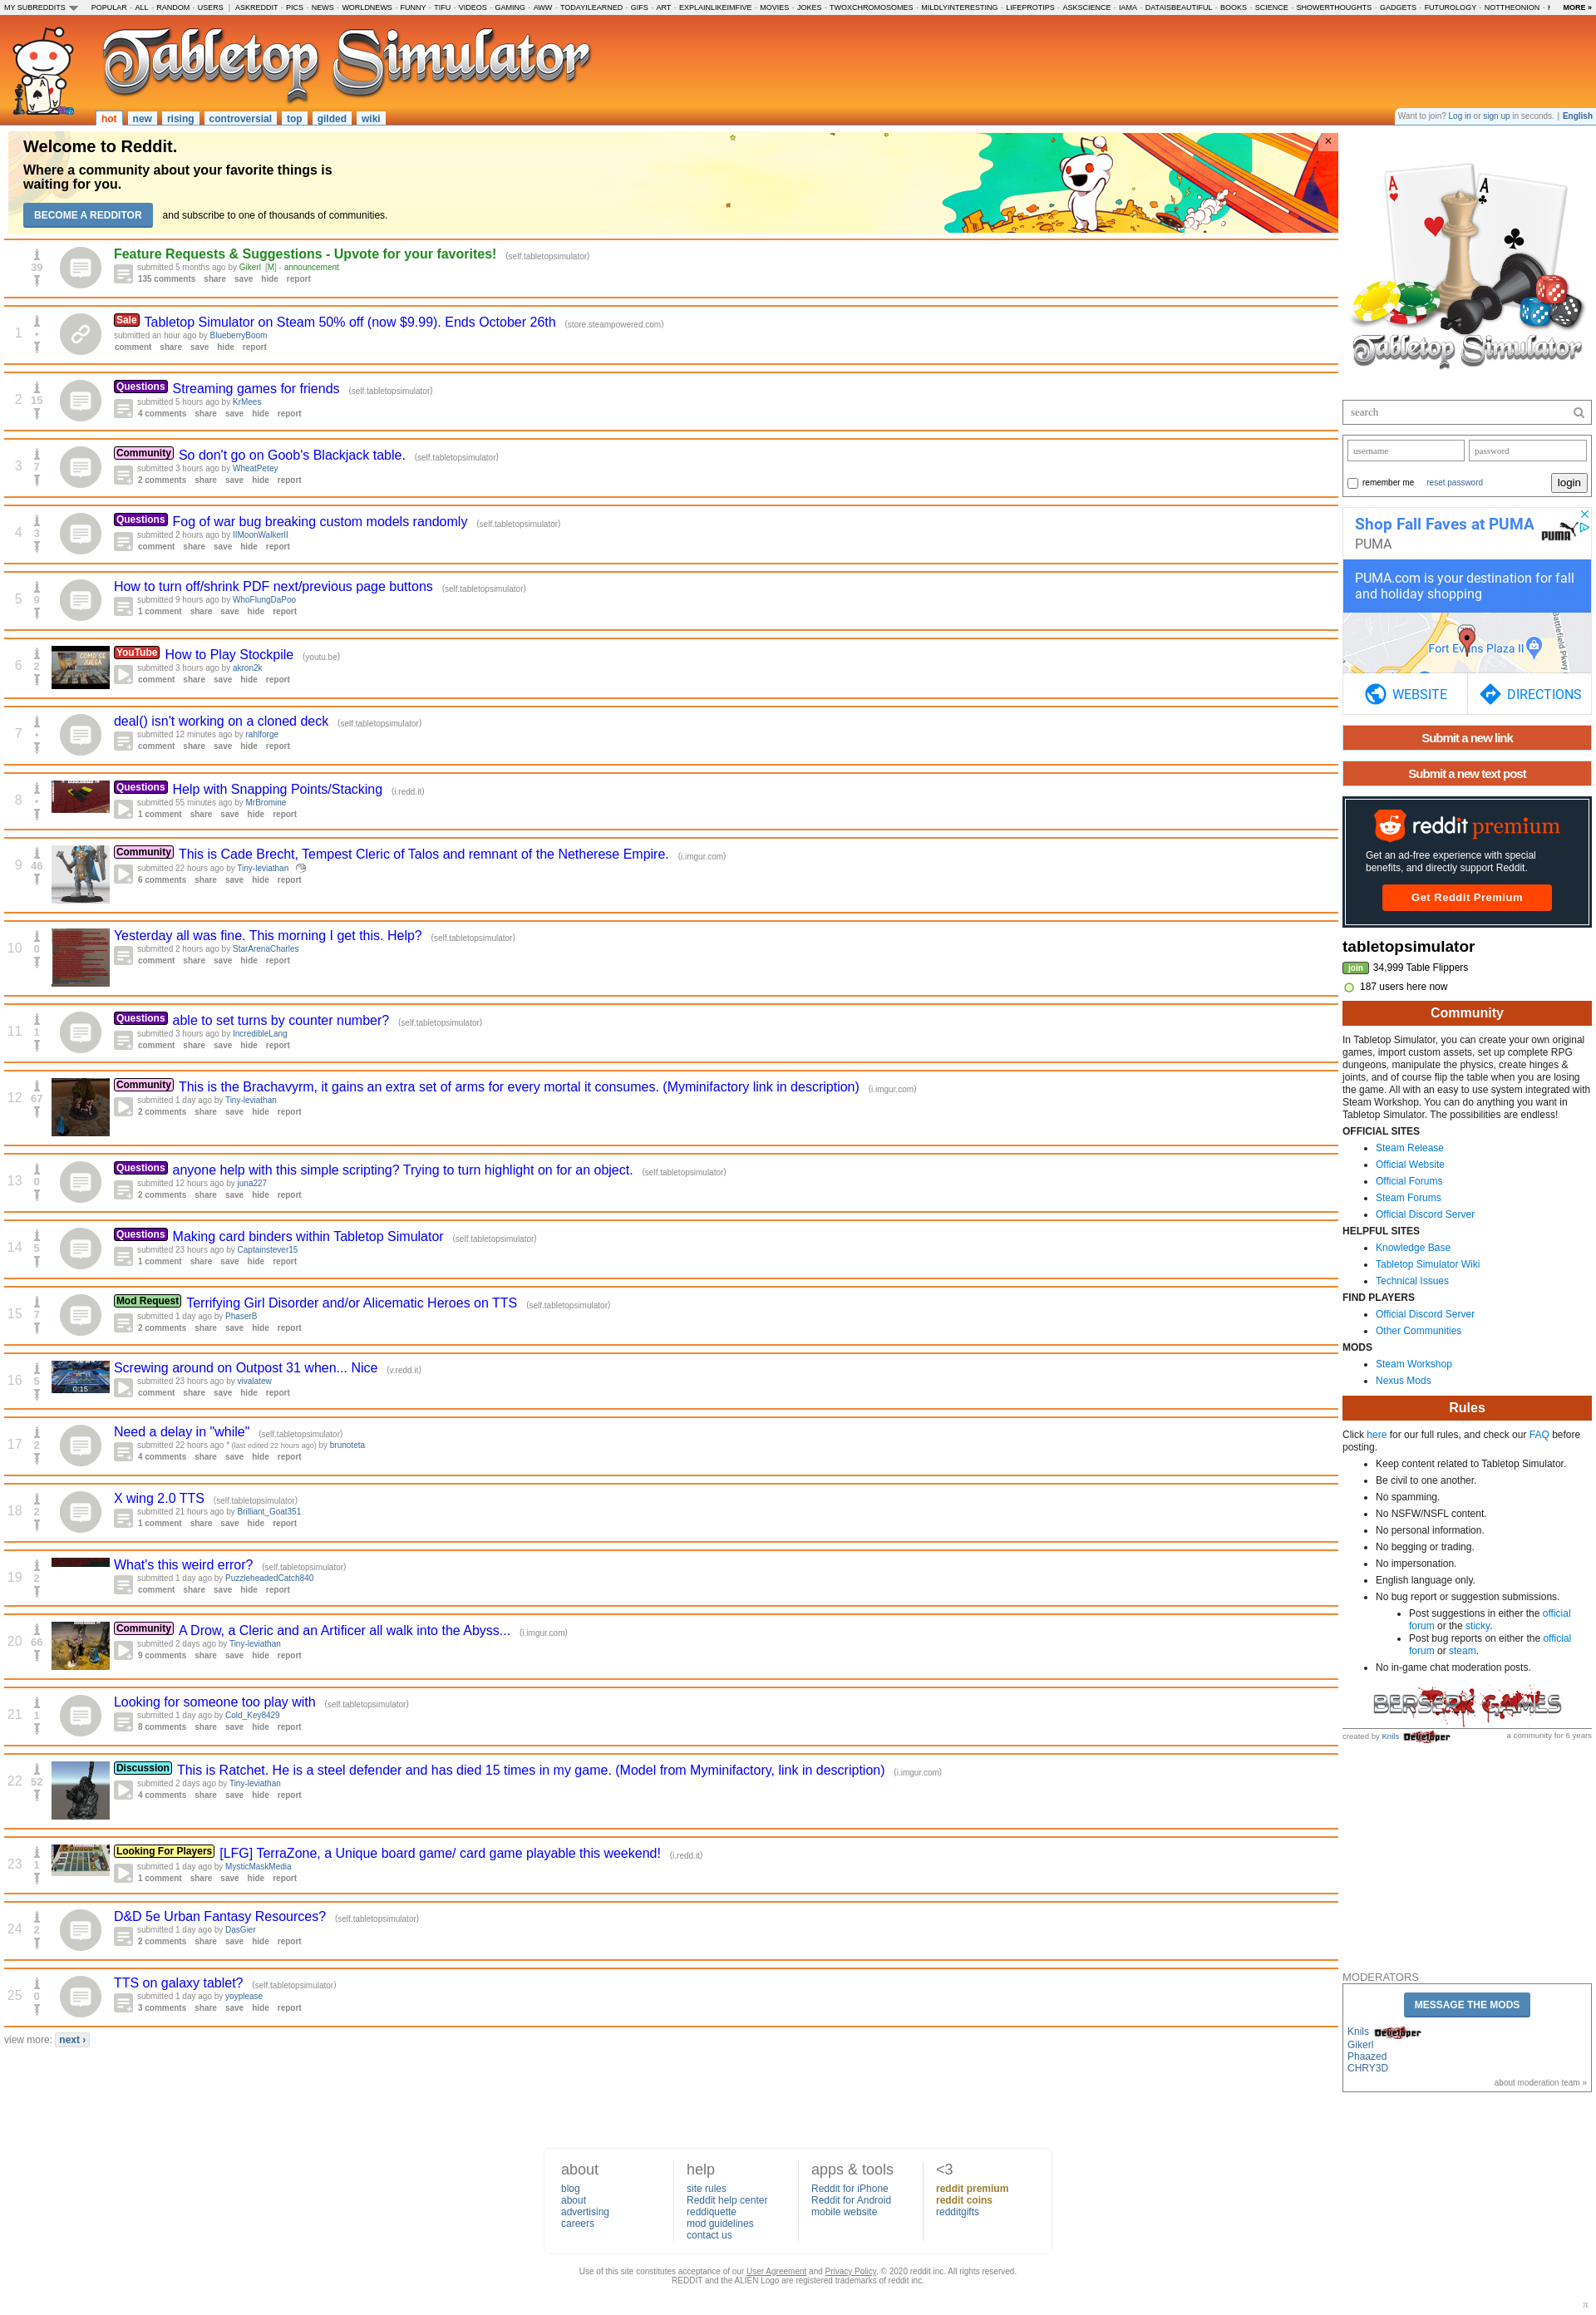 MY SUBREDDITS POPULAR - ALL - RANDOM - USERS | ASKREDDIT - PICS - NEWS - WORLDNEWS - FUNNY - TIFU - VIDEOS - GAMING - AWW - TODAYILEARNED - GIFS - ART - EXPLAINLIKEIMFIVE - MOVIES - JOKES - TWOXCHROMOSOMES - MILDLYINTERESTING - LIFEPROTIPS - ASKSCIENCE - IAMA - DATAISBEAUTIFUL - BOOKS - SCIENCE - SHOWERTHOUGHTS - GADGETS - FUTUROLOGY - NOTTHEONION - MORE »
Tabletop Simulator
hot new rising controversial top gilded wiki
Want to join? Log in or sign up in seconds. | English
Welcome to Reddit.
Where a community about your favorite things is
waiting for you.
BECOME A REDDITOR and subscribe to one of thousands of communities.
×
39
Feature Requests & Suggestions - Upvote for your favorites! (self.tabletopsimulator)
submitted 5 months ago by Gikerl [M] - announcement
135 comments share save hide report
1 •
Sale Tabletop Simulator on Steam 50% off (now $9.99). Ends October 26th (store.steampowered.com)
submitted an hour ago by BlueberryBoom
comment share save hide report
2 15
Questions Streaming games for friends (self.tabletopsimulator)
submitted 5 hours ago by KrMees
4 comments share save hide report
3 7
Community So don't go on Goob's Blackjack table. (self.tabletopsimulator)
submitted 3 hours ago by WheatPetey
2 comments share save hide report
4 3
Questions Fog of war bug breaking custom models randomly (self.tabletopsimulator)
submitted 2 hours ago by IIMoonWalkerII
comment share save hide report
5 9
How to turn off/shrink PDF next/previous page buttons (self.tabletopsimulator)
submitted 9 hours ago by WhoFlungDaPoo
1 comment share save hide report
6 2
COMO SE JUEGA
YouTube How to Play Stockpile (youtu.be)
submitted 3 hours ago by akron2k
comment share save hide report
7 •
deal() isn't working on a cloned deck (self.tabletopsimulator)
submitted 12 minutes ago by rahlforge
comment share save hide report
8 •
Questions Help with Snapping Points/Stacking (i.redd.it)
submitted 55 minutes ago by MrBromine
1 comment share save hide report
9 46
Community This is Cade Brecht, Tempest Cleric of Talos and remnant of the Netherese Empire. (i.imgur.com)
submitted 22 hours ago by Tiny-leviathan
6 comments share save hide report
10 0
Yesterday all was fine. This morning I get this. Help? (self.tabletopsimulator)
submitted 2 hours ago by StarArenaCharles
comment share save hide report
11 1
Questions able to set turns by counter number? (self.tabletopsimulator)
submitted 3 hours ago by IncredibleLang
comment share save hide report
12 67
Community This is the Brachavyrm, it gains an extra set of arms for every mortal it consumes. (Myminifactory link in description) (i.imgur.com)
submitted 1 day ago by Tiny-leviathan
2 comments share save hide report
13 0
Questions anyone help with this simple scripting? Trying to turn highlight on for an object. (self.tabletopsimulator)
submitted 12 hours ago by juna227
2 comments share save hide report
14 5
Questions Making card binders within Tabletop Simulator (self.tabletopsimulator)
submitted 23 hours ago by Captainstever15
1 comment share save hide report
15 7
Mod Request Terrifying Girl Disorder and/or Alicematic Heroes on TTS (self.tabletopsimulator)
submitted 1 day ago by PhaserB
2 comments share save hide report
16 5
0:15
Screwing around on Outpost 31 when... Nice (v.redd.it)
submitted 23 hours ago by vivalatew
comment share save hide report
17 2
Need a delay in "while" (self.tabletopsimulator)
submitted 22 hours ago * (last edited 22 hours ago) by brunoteta
4 comments share save hide report
18 2
X wing 2.0 TTS (self.tabletopsimulator)
submitted 21 hours ago by Brilliant_Goat351
1 comment share save hide report
19 2
What's this weird error? (self.tabletopsimulator)
submitted 1 day ago by PuzzleheadedCatch840
comment share save hide report
20 66
Community A Drow, a Cleric and an Artificer all walk into the Abyss... (i.imgur.com)
submitted 2 days ago by Tiny-leviathan
9 comments share save hide report
21 1
Looking for someone too play with (self.tabletopsimulator)
submitted 1 day ago by Cold_Key8429
8 comments share save hide report
22 52
Discussion This is Ratchet. He is a steel defender and has died 15 times in my game. (Model from Myminifactory, link in description) (i.imgur.com)
submitted 2 days ago by Tiny-leviathan
4 comments share save hide report
23 1
Looking For Players [LFG] TerraZone, a Unique board game/ card game playable this weekend! (i.redd.it)
submitted 1 day ago by MysticMaskMedia
1 comment share save hide report
24 2
D&D 5e Urban Fantasy Resources? (self.tabletopsimulator)
submitted 1 day ago by DasGier
2 comments share save hide report
25 0
TTS on galaxy tablet? (self.tabletopsimulator)
submitted 1 day ago by yoyplease
3 comments share save hide report
view more: next ›
A A
Tabletop Simulator
search
username password
remember me reset password login
Shop Fall Faves at PUMA
PUMA
PUMA
PUMA.com is your destination for fall
and holiday shopping
Fort Evans Plaza II
Battlefield Pkwy
WEBSITE DIRECTIONS
Submit a new link
Submit a new text post
reddit premium
Get an ad-free experience with special
benefits, and directly support Reddit.
Get Reddit Premium
tabletopsimulator
join 34,999 Table Flippers
187 users here now
Community
In Tabletop Simulator, you can create your own original
games, import custom assets, set up complete RPG
dungeons, manipulate the physics, create hinges &
joints, and of course flip the table when you are losing
the game. All with an easy to use system integrated with
Steam Workshop. You can do anything you want in
Tabletop Simulator. The possibilities are endless!
OFFICIAL SITES
• Steam Release
• Official Website
• Official Forums
• Steam Forums
• Official Discord Server
HELPFUL SITES
• Knowledge Base
• Tabletop Simulator Wiki
• Technical Issues
FIND PLAYERS
• Official Discord Server
• Other Communities
MODS
• Steam Workshop
• Nexus Mods
Rules
Click here for our full rules, and check our FAQ before
posting.
• Keep content related to Tabletop Simulator.
• Be civil to one another.
• No spamming.
• No NSFW/NSFL content.
• No personal information.
• No begging or trading.
• No impersonation.
• English language only.
• No bug report or suggestion submissions.
• Post suggestions in either the official
forum or the sticky.
• Post bug reports on either the official
forum or steam.
• No in-game chat moderation posts.
BERSERK GAMES
created by Knils Developer a community for 6 years
MODERATORS
MESSAGE THE MODS
Knils Developer
Gikerl
Phaazed
CHRY3D
about moderation team »
about
blog
about
advertising
careers
help
site rules
Reddit help center
reddiquette
mod guidelines
contact us
apps & tools
Reddit for iPhone
Reddit for Android
mobile website
<3
reddit premium
reddit coins
redditgifts
Use of this site constitutes acceptance of our User Agreement and Privacy Policy. © 2020 reddit inc. All rights reserved.
REDDIT and the ALIEN Logo are registered trademarks of reddit inc.
π